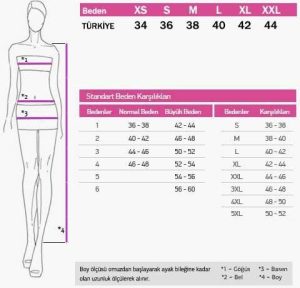 Beden XS S M L XL XXL
TÜRKİYE 34 36 38 40 42 44
*1
*2
*3
*4
Standart Beden Karşılıkları
Bedenler Normal Beden Büyük Beden
1 36 - 38 42 - 44
2 40 - 42 46 - 48
3 44 - 46 50 - 52
4 46 - 48 52 - 54
5 54 - 56
6 56 - 60
Bedenler Karşılıkları
S 36 - 38
M 38 - 40
L 40 - 42
XL 42 - 44
XXL 44 - 46
3XL 46 - 48
4XL 48 - 50
5XL 50 - 52
Boy ölçüsü omuzdan başlayarak ayak bileğine kadar
olan uzunluk ölçülerek alınır.
*1 = Göğüs *3 = Basen
*2 = Bel *4 = Boy